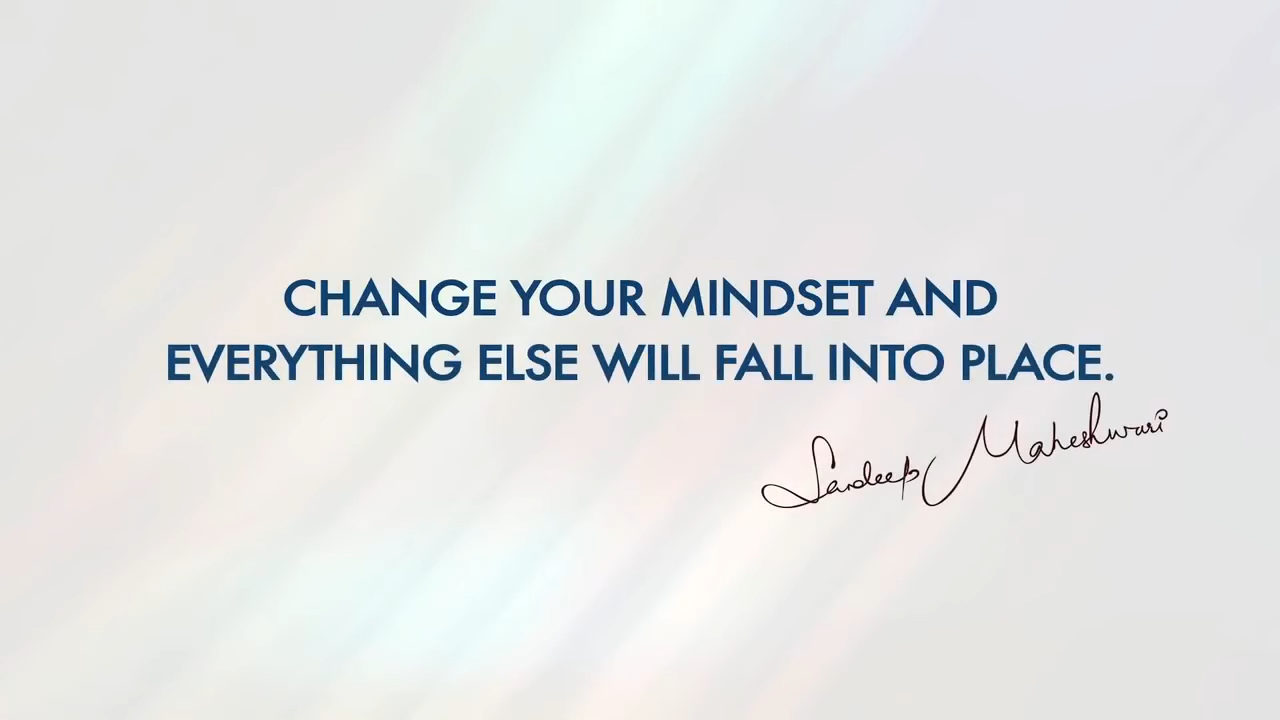 CHANGE YOUR MINDSET AND
EVERYTHING ELSE WILL FALL INTO PLACE.
Sandeep Maheshwari